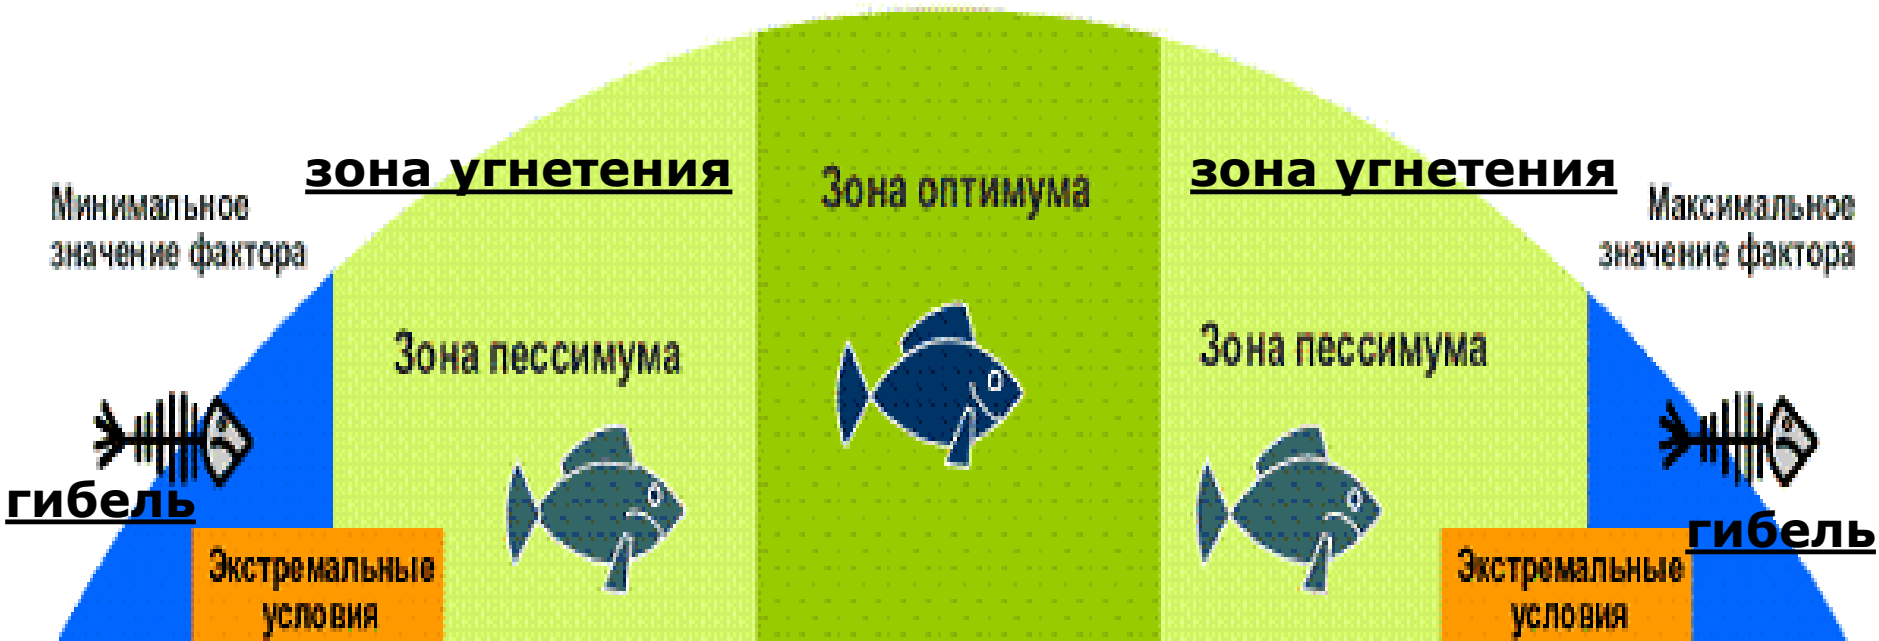 зона угнетения
зона угнетения
Зона оптимума
Минимальное
значение фактора
Максимальное
значение фактора
Зона пессимума
Зона пессимума
гибель
гибель
Экстремальные
условия
Экстремальные
условия